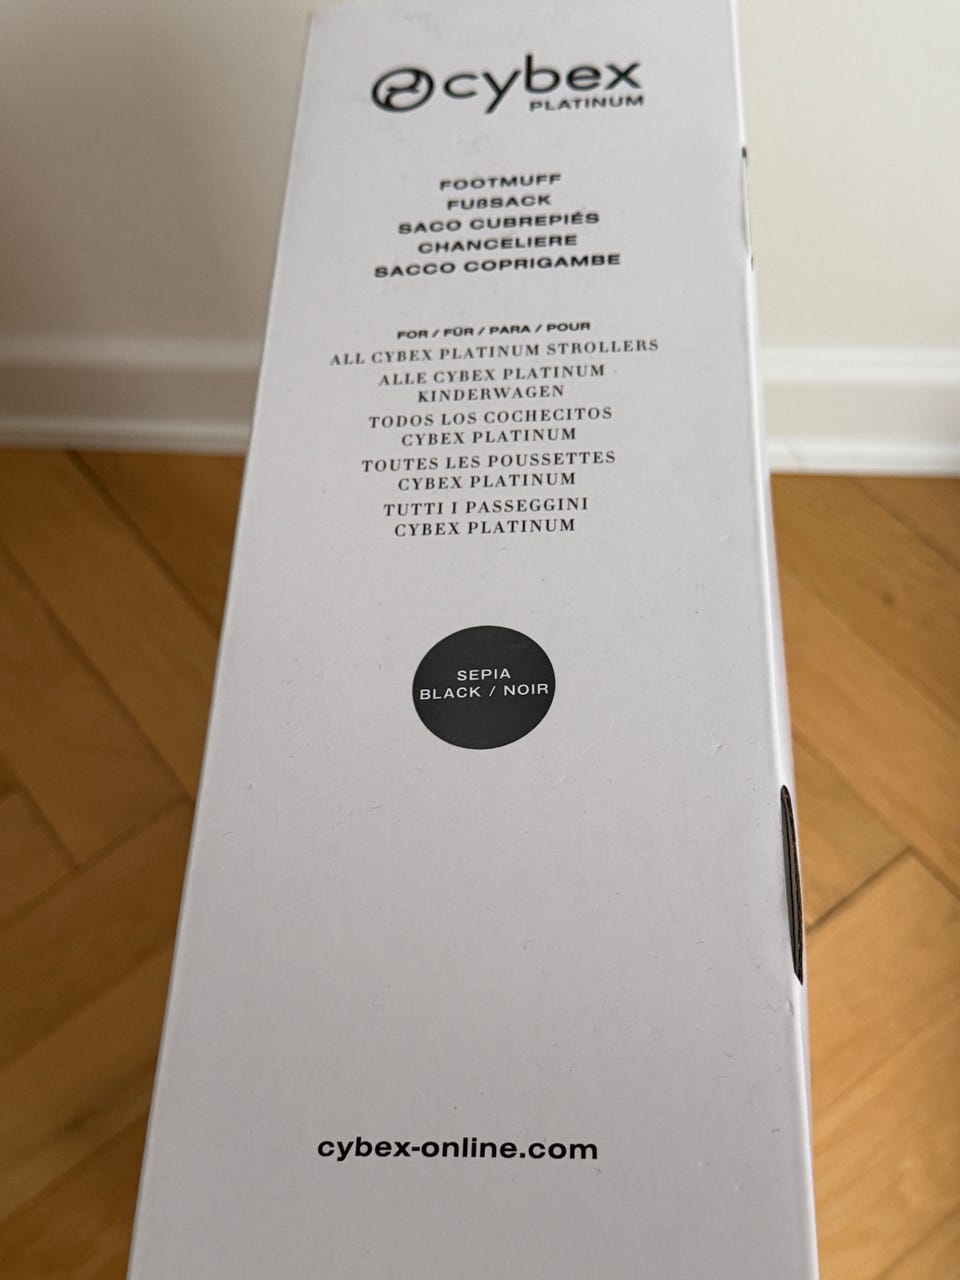 cybex
PLATINUM
FOOTMUFF
FUßSACK
SACO CUBREPIÉS
CHANCELIERE
SACCO COPRIGAMBE
FOR / FÜR / PARA / POUR
ALL CYBEX PLATINUM STROLLERS
ALLE CYBEX PLATINUM
KINDERWAGEN
TODOS LOS COCHECITOS
CYBEX PLATINUM
TOUTES LES POUSSETTES
CYBEX PLATINUM
TUTTI I PASSEGGINI
CYBEX PLATINUM
SEPIA
BLACK / NOIR
cybex-online.com